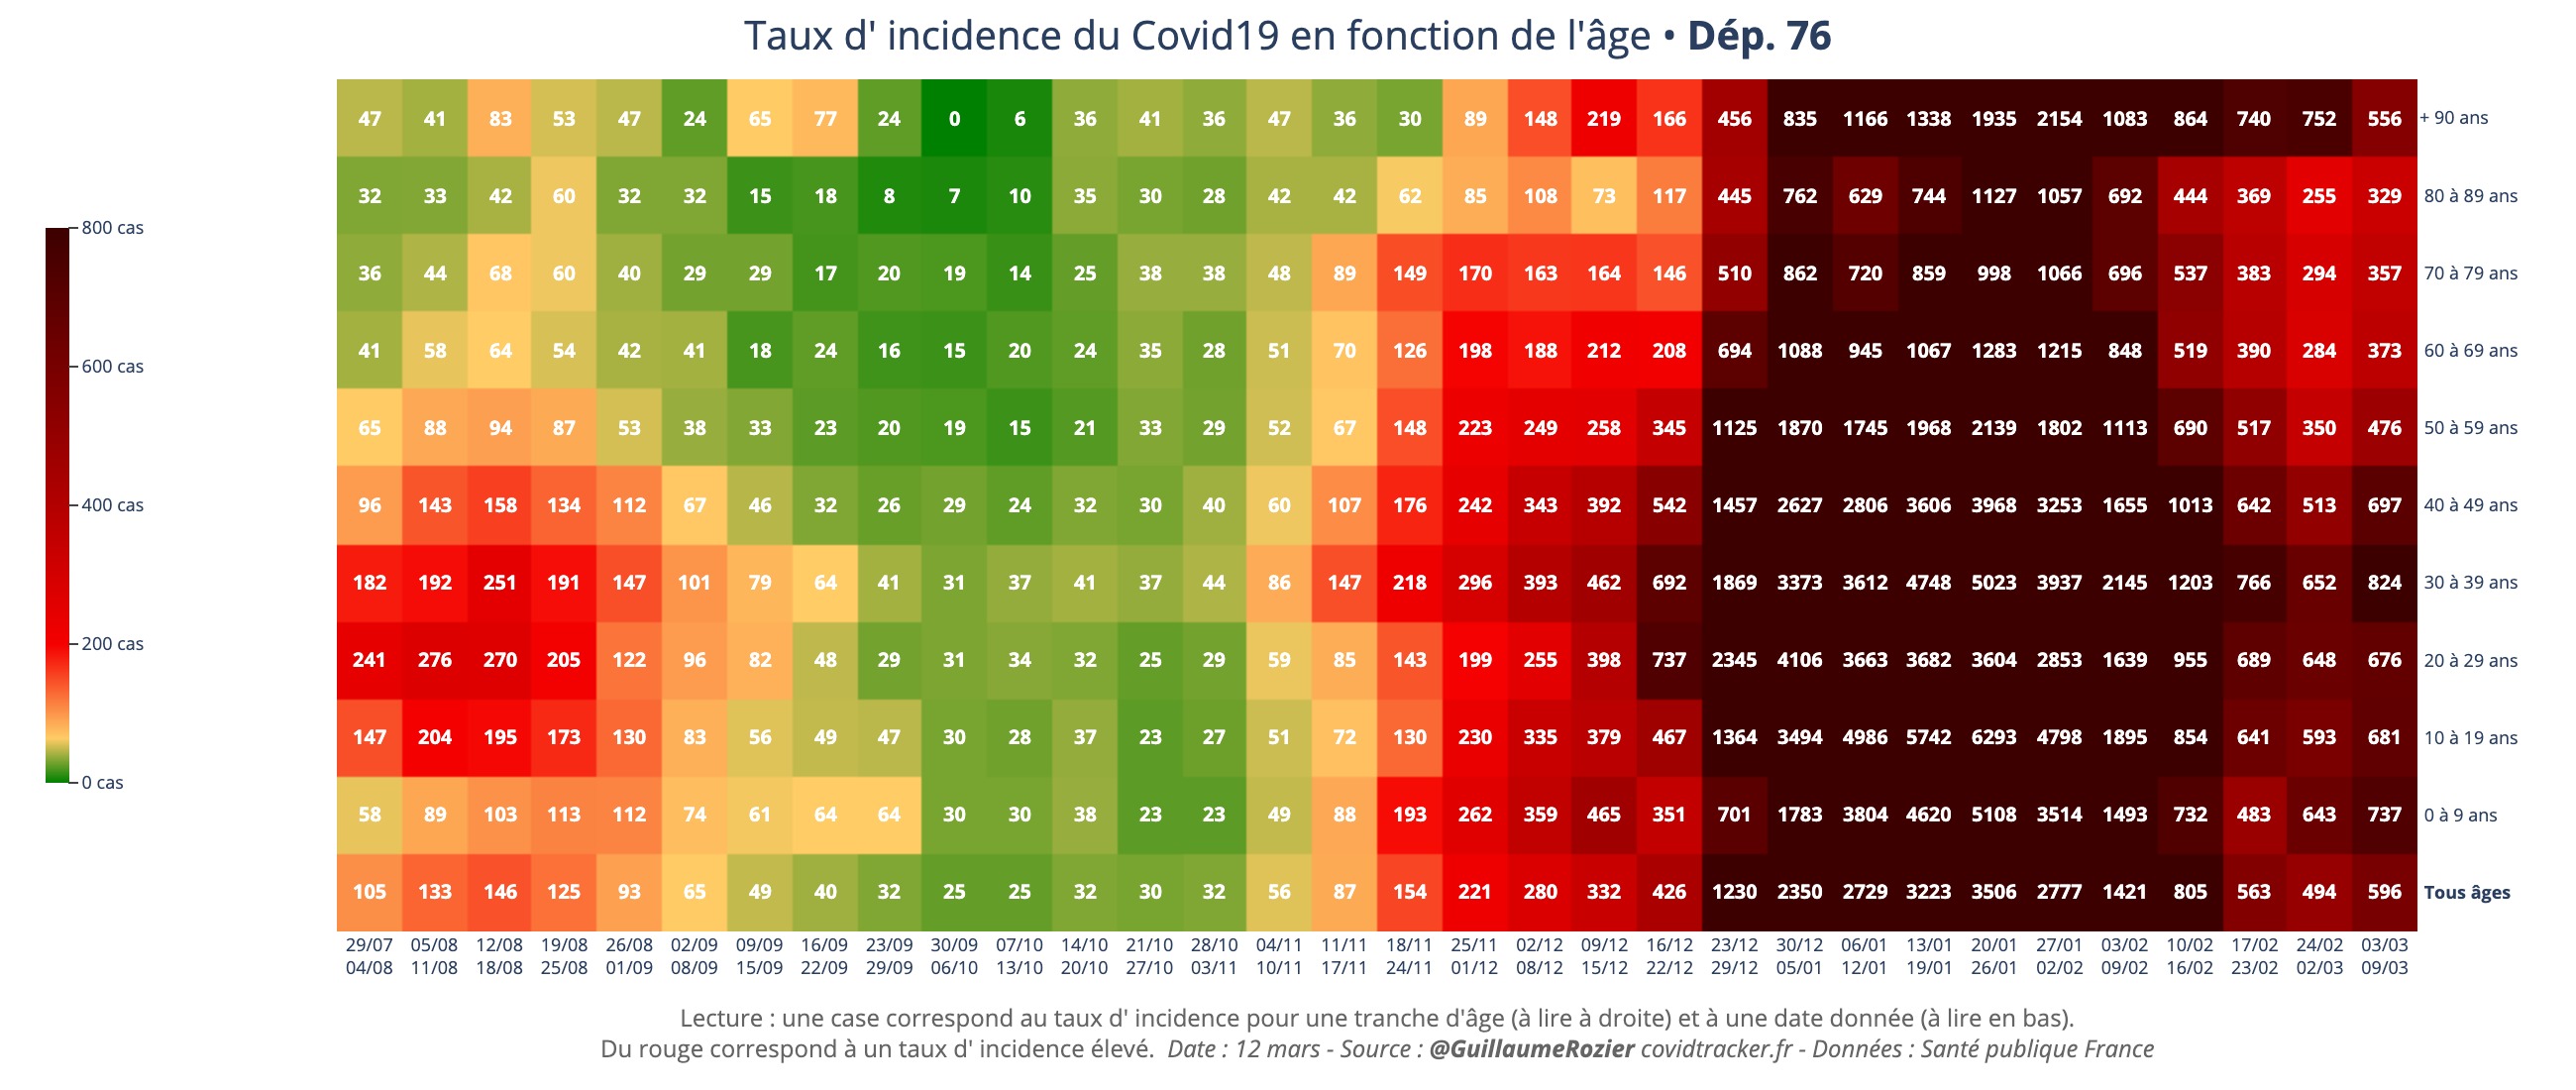 Taux d' incidence du Covid19 en fonction de l'âge • Dép. 76
47 41 83 53 47 24 65 77 24 0 6 36 41 36 47 36 30 89 148 219 166 456 835 1166 1338 1935 2154 1083 864 740 752 556 + 90 ans
32 33 42 60 32 32 15 18 8 7 10 35 30 28 42 42 62 85 108 73 117 445 762 629 744 1127 1057 692 444 369 255 329 80 à 89 ans
800 cas
36 44 68 60 40 29 29 17 20 19 14 25 38 38 48 89 149 170 163 164 146 510 862 720 859 998 1066 696 537 383 294 357 70 à 79 ans
41 58 64 54 42 41 18 24 16 15 20 24 35 28 51 70 126 198 188 212 208 694 1088 945 1067 1283 1215 848 519 390 284 373 60 à 69 ans
600 cas
65 88 94 87 53 38 33 23 20 19 15 21 33 29 52 67 148 223 249 258 345 1125 1870 1745 1968 2139 1802 1113 690 517 350 476 50 à 59 ans
400 cas
96 143 158 134 112 67 46 32 26 29 24 32 30 40 60 107 176 242 343 392 542 1457 2627 2806 3606 3968 3253 1655 1013 642 513 697 40 à 49 ans
182 192 251 191 147 101 79 64 41 31 37 41 37 44 86 147 218 296 393 462 692 1869 3373 3612 4748 5023 3937 2145 1203 766 652 824 30 à 39 ans
200 cas
241 276 270 205 122 96 82 48 29 31 34 32 25 29 59 85 143 199 255 398 737 2345 4106 3663 3682 3604 2853 1639 955 689 648 676 20 à 29 ans
147 204 195 173 130 83 56 49 47 30 28 37 23 27 51 72 130 230 335 379 467 1364 3494 4986 5742 6293 4798 1895 854 641 593 681 10 à 19 ans
0 cas
58 89 103 113 112 74 61 64 64 30 30 38 23 23 49 88 193 262 359 465 351 701 1783 3804 4620 5108 3514 1493 732 483 643 737 0 à 9 ans
105 133 146 125 93 65 49 40 32 25 25 32 30 32 56 87 154 221 280 332 426 1230 2350 2729 3223 3506 2777 1421 805 563 494 596 Tous âges
29/07 05/08 12/08 19/08 26/08 02/09 09/09 16/09 23/09 30/09 07/10 14/10 21/10 28/10 04/11 11/11 18/11 25/11 02/12 09/12 16/12 23/12 30/12 06/01 13/01 20/01 27/01 03/02 10/02 17/02 24/02 03/03
04/08 11/08 18/08 25/08 01/09 08/09 15/09 22/09 29/09 06/10 13/10 20/10 27/10 03/11 10/11 17/11 24/11 01/12 08/12 15/12 22/12 29/12 05/01 12/01 19/01 26/01 02/02 09/02 16/02 23/02 02/03 09/03
Lecture : une case correspond au taux d' incidence pour une tranche d'âge (à lire à droite) et à une date donnée (à lire en bas).
Du rouge correspond à un taux d' incidence élevé. Date : 12 mars - Source : @GuillaumeRozier covidtracker.fr - Données : Santé publique France